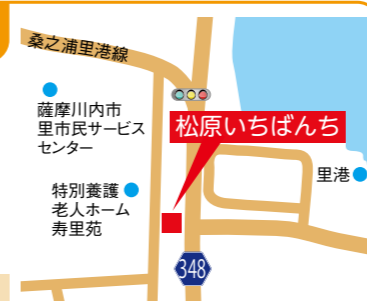 桑之浦里港線
薩摩川内市
里市民サービス
センター
松原いちばんち
里港
特別養護
老人ホーム
寿里苑
348